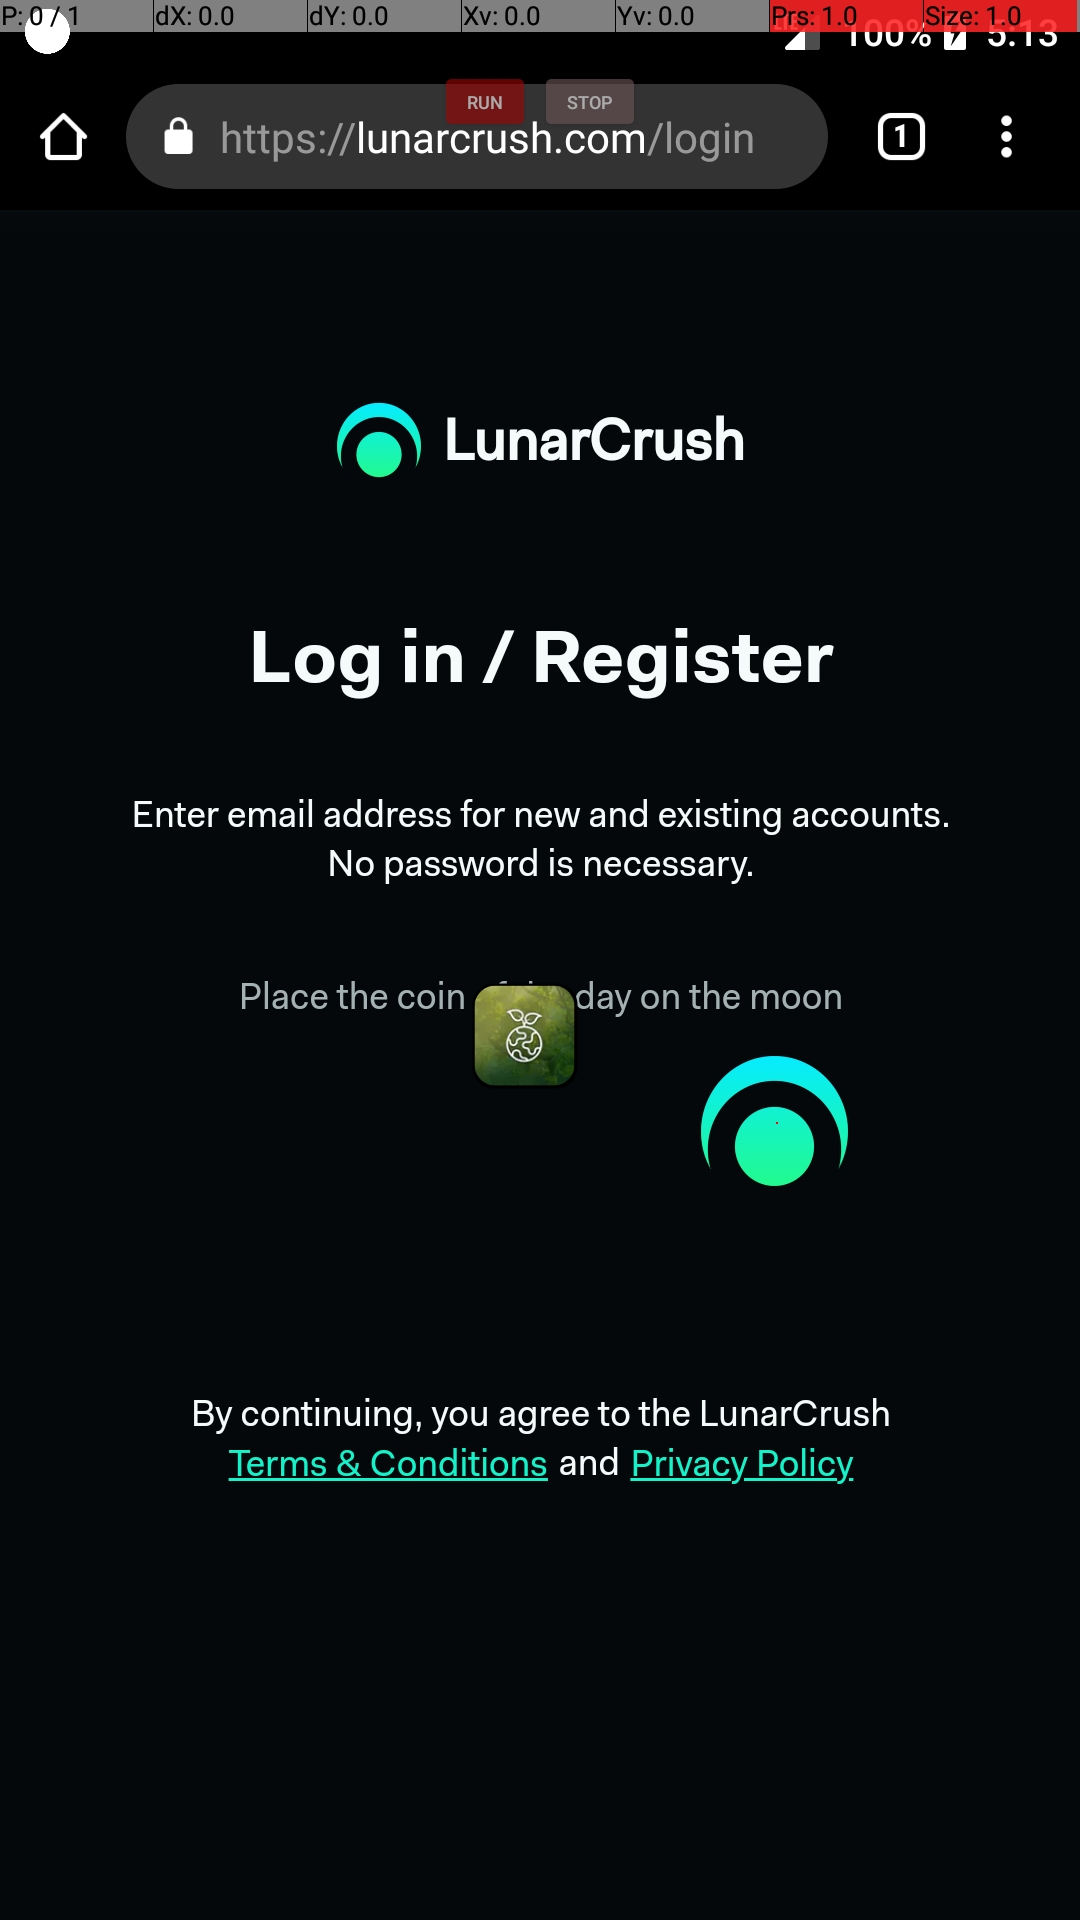 P: 0 / 1 dX: 0.0 dY: 0.0 Xv: 0.0 Yv: 0.0 Prs: 1.0 Size: 1.0
100% 5:13
RUN STOP
https://lunarcrush.com/login 1
LunarCrush
Log in / Register
Enter email address for new and existing accounts.
No password is necessary.
Place the coin day on the moon
By continuing, you agree to the LunarCrush
Terms & Conditions and Privacy Policy